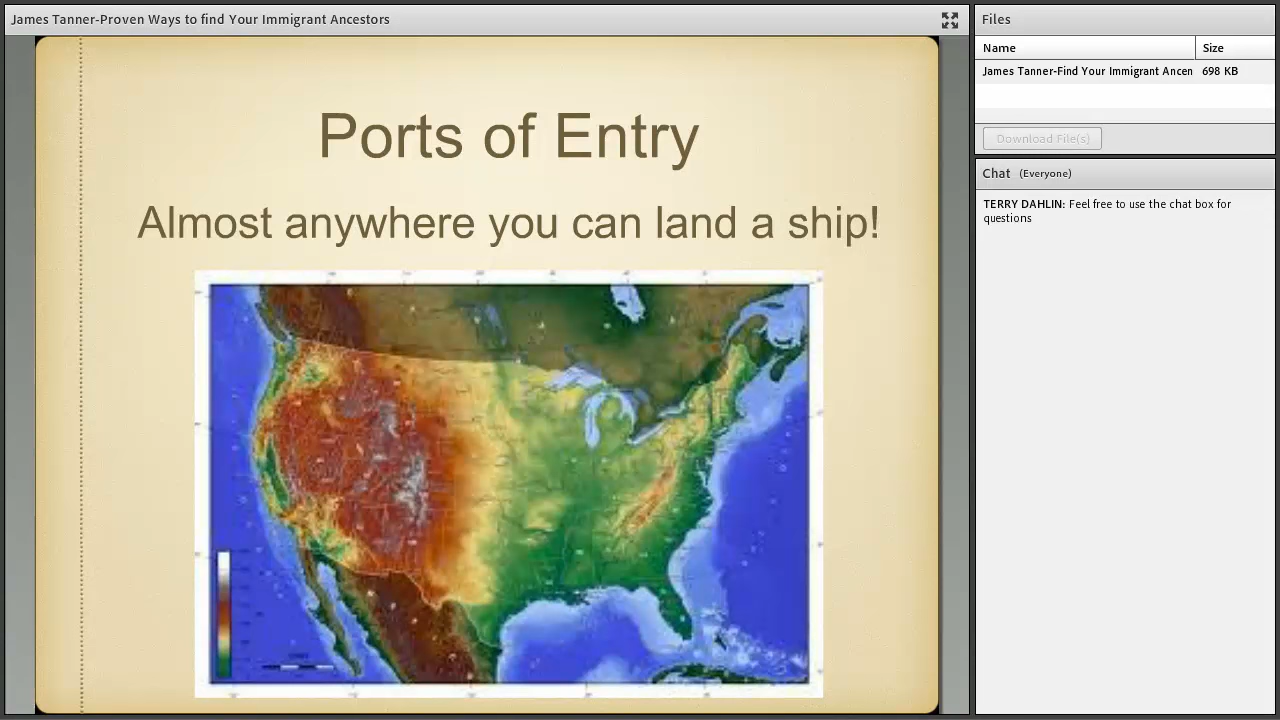 James Tanner-Proven Ways to find Your Immigrant Ancestors
Ports of Entry
Almost anywhere you can land a ship!
Files
Name Size
James Tanner-Find Your Immigrant Ancen 698 KB
Download File(s)
Chat (Everyone)
TERRY DAHLIN: Feel free to use the chat box for
questions